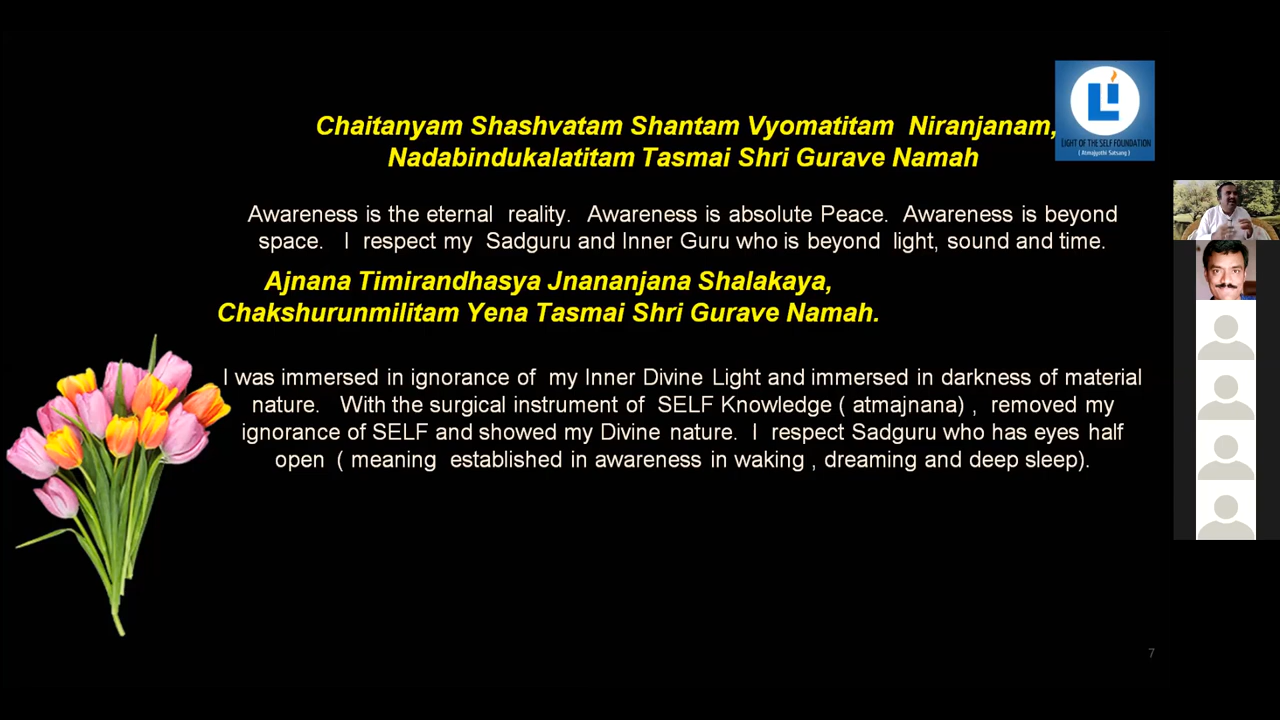 Chaitanyam Shashvatam Shantam Vyomatitam Niranjanam,
Nadabindukalatitam Tasmai Shri Gurave Namah
LIGHT OF THE SELF FOUNDATION
( Atmajyothi Satsang )
Awareness is the eternal reality. Awareness is absolute Peace. Awareness is beyond
space. I respect my Sadguru and Inner Guru who is beyond light, sound and time.
Ajnana Timirandhasya Jnananjana Shalakaya,
Chakshurunmilitam Yena Tasmai Shri Gurave Namah.
I was immersed in ignorance of my Inner Divine Light and immersed in darkness of material
nature. With the surgical instrument of SELF Knowledge ( atmajnana) , removed my
ignorance of SELF and showed my Divine nature. I respect Sadguru who has eyes half
open ( meaning established in awareness in waking , dreaming and deep sleep).
7